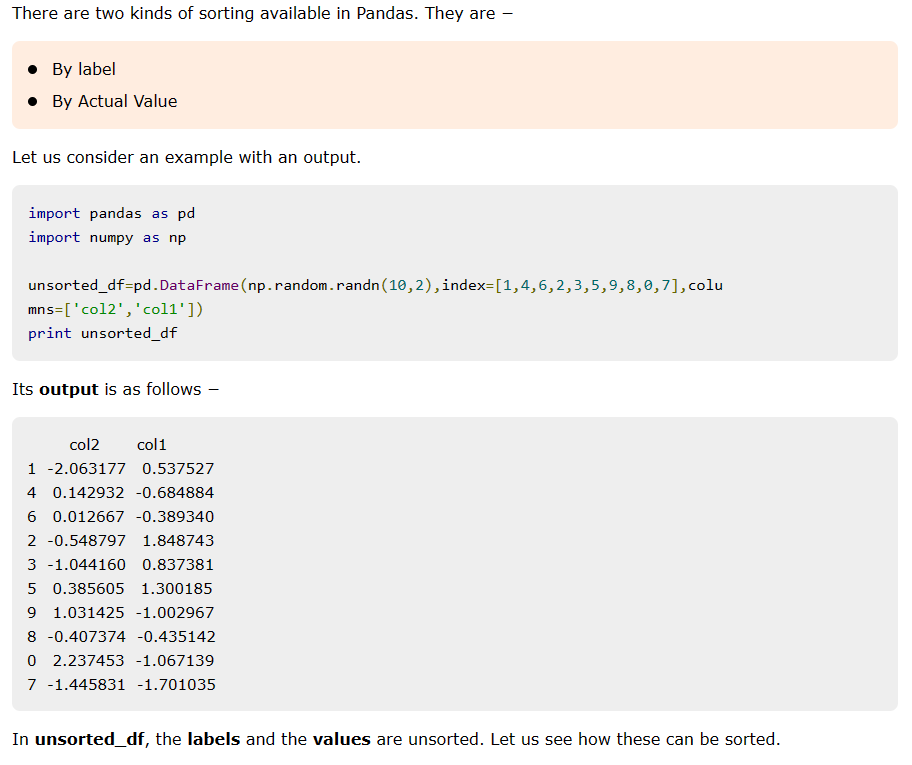 There are two kinds of sorting available in Pandas. They are −
● By label
● By Actual Value
Let us consider an example with an output.
import pandas as pd
import numpy as np
unsorted_df=pd.DataFrame(np.random.randn(10,2),index=[1,4,6,2,3,5,9,8,0,7],colu
mns=['col2','col1'])
print unsorted_df
Its output is as follows −
col2 col1
1 -2.063177 0.537527
4 0.142932 -0.684884
6 0.012667 -0.389340
2 -0.548797 1.848743
3 -1.044160 0.837381
5 0.385605 1.300185
9 1.031425 -1.002967
8 -0.407374 -0.435142
0 2.237453 -1.067139
7 -1.445831 -1.701035
In unsorted_df, the labels and the values are unsorted. Let us see how these can be sorted.